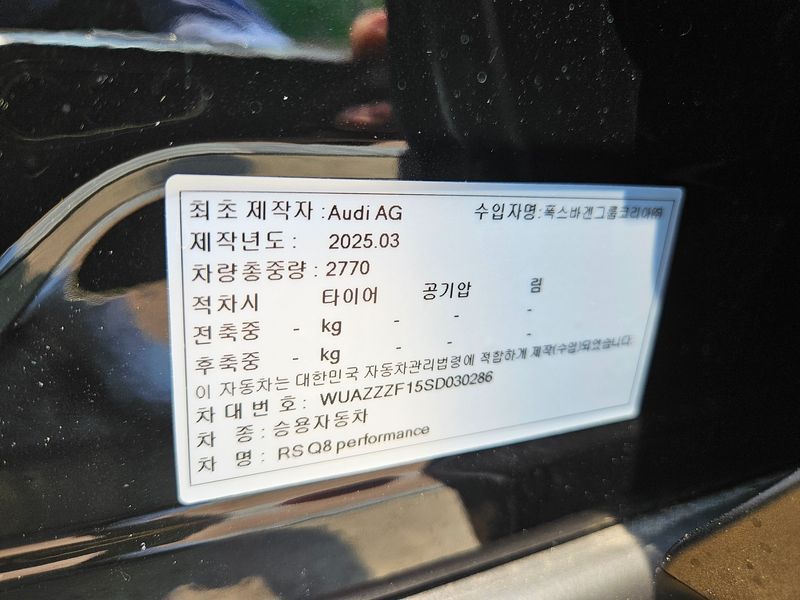 최초 제작자 : Audi AG 수입자명: 폭스바겐그룹코리아㈜
제작년도 : 2025.03
차량총중량 : 2770
적차시 타이어 공기압 림
전축중 - kg - - -
후축중 - kg - - -
이 자동차는 대한민국 자동차관리법령에 적합하게 제작(수입)되었습니다.
차대번호 : WUAZZZF15SD030286
차 종 : 승용자동차
차 명 : RS Q8 performance